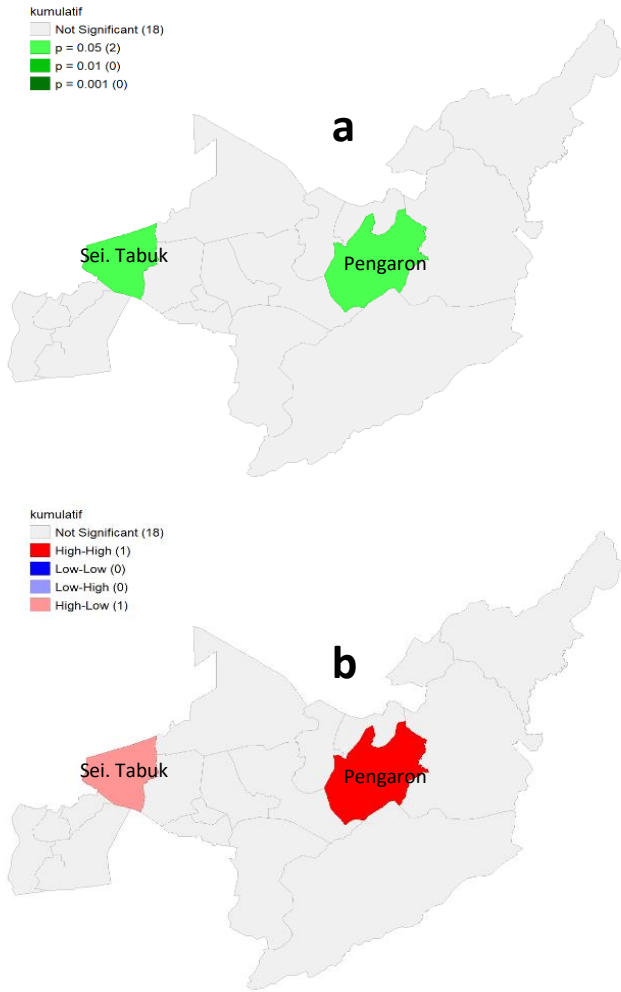 kumulatif
Not Significant (18)
p = 0.05 (2)
p = 0.01 (0)
p = 0.001 (0)
a
Sei. Tabuk
Pengaron
kumulatif
Not Significant (18)
High-High (1)
Low-Low (0)
Low-High (0)
High-Low (1)
b
Sei. Tabuk
Pengaron